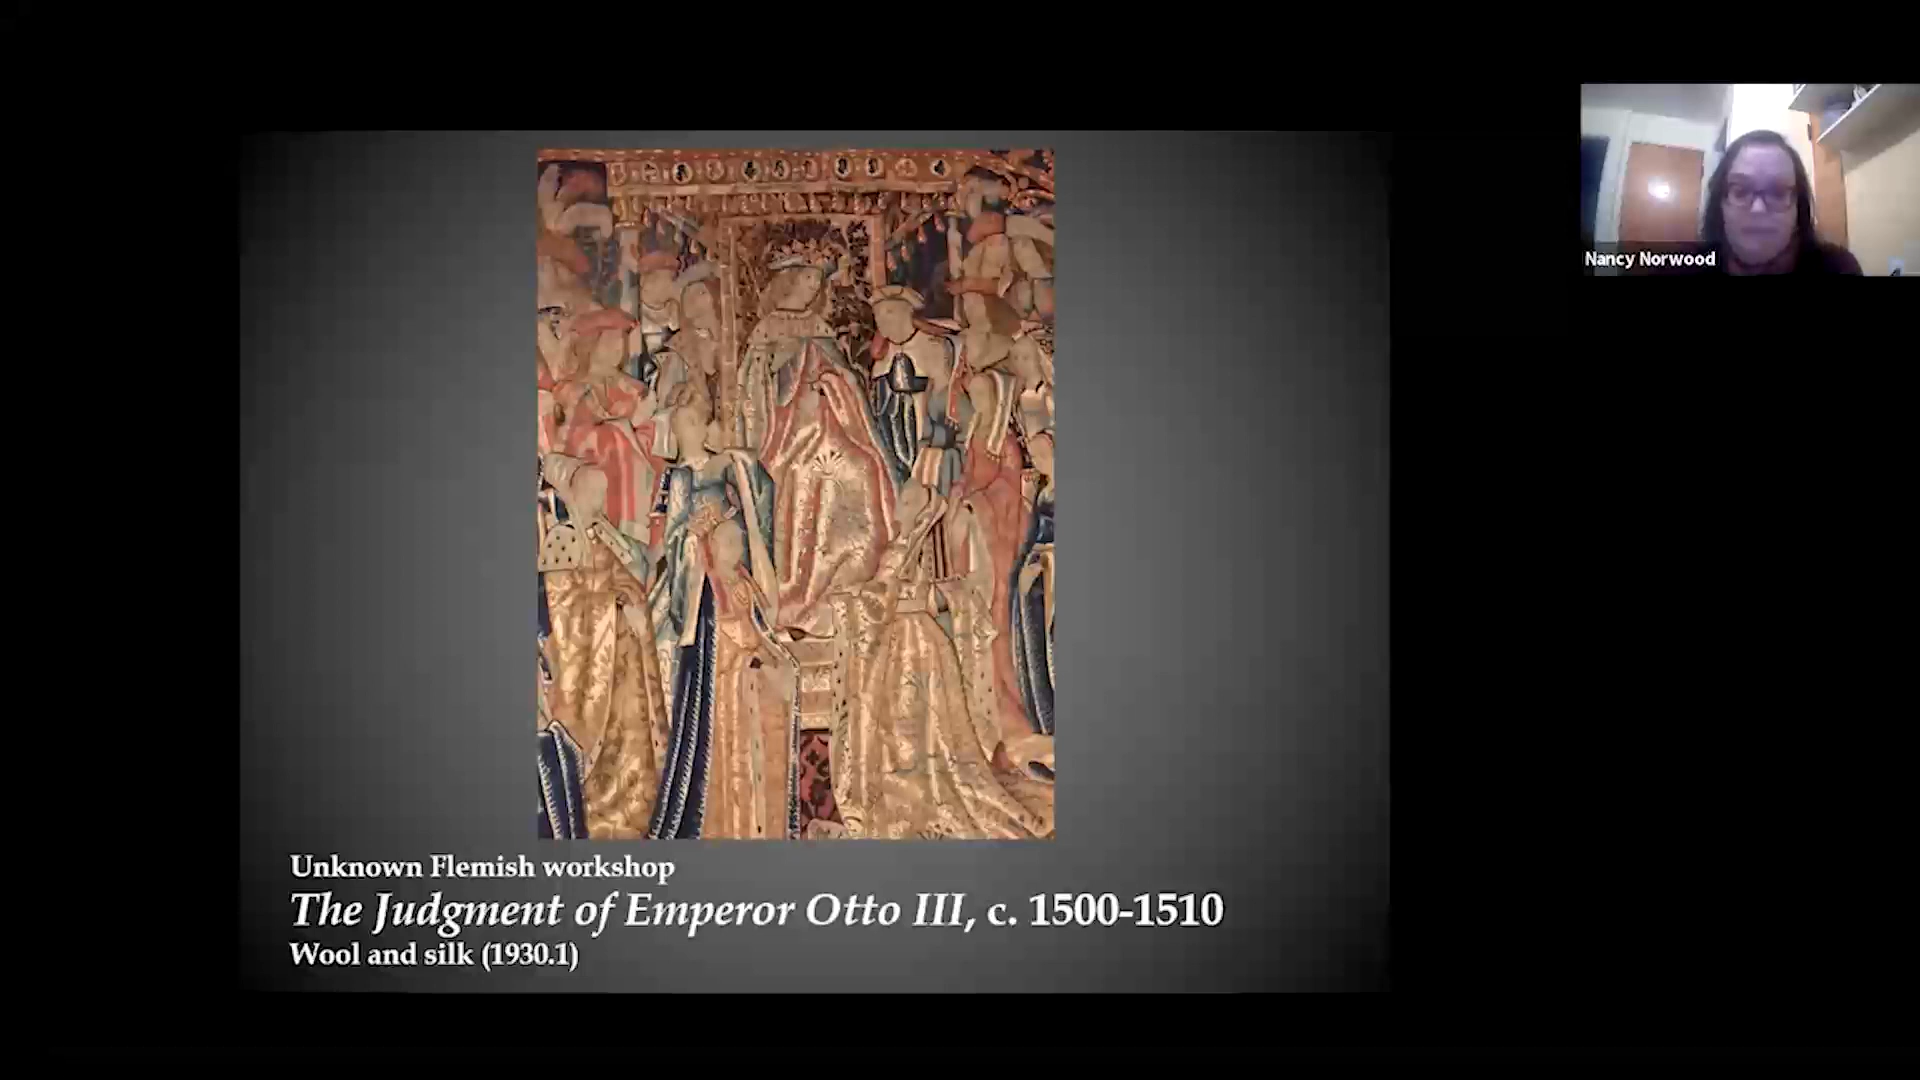 Nancy Norwood
Unknown Flemish workshop
The Judgment of Emperor Otto III, c. 1500-1510
Wool and silk (1930.1)